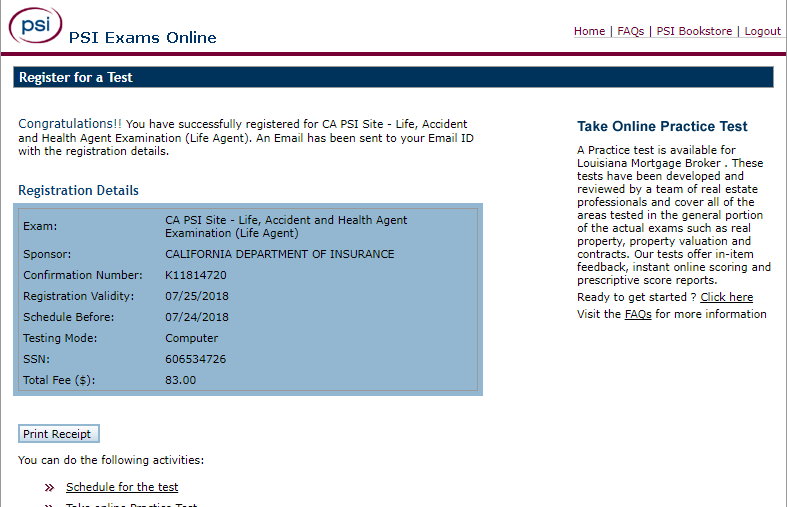 psi
PSI Exams Online
Home | FAQs | PSI Bookstore | Logout
Register for a Test
Congratulations!! You have successfully registered for CA PSI Site - Life, Accident
and Health Agent Examination (Life Agent). An Email has been sent to your Email ID
with the registration details.
Registration Details
Exam: CA PSI Site - Life, Accident and Health Agent
Examination (Life Agent)
Sponsor: CALIFORNIA DEPARTMENT OF INSURANCE
Confirmation Number: K11814720
Registration Validity: 07/25/2018
Schedule Before: 07/24/2018
Testing Mode: Computer
SSN: 606534726
Total Fee ($): 83.00
Print Receipt
You can do the following activities:
» Schedule for the test
» Take online Practice Test
Take Online Practice Test
A Practice test is available for
Louisiana Mortgage Broker . These
tests have been developed and
reviewed by a team of real estate
professionals and cover all of the
areas tested in the general portion
of the actual exams such as real
property, property valuation and
contracts. Our tests offer in-item
feedback, instant online scoring and
prescriptive score reports.
Ready to get started ? Click here
Visit the FAQs for more information